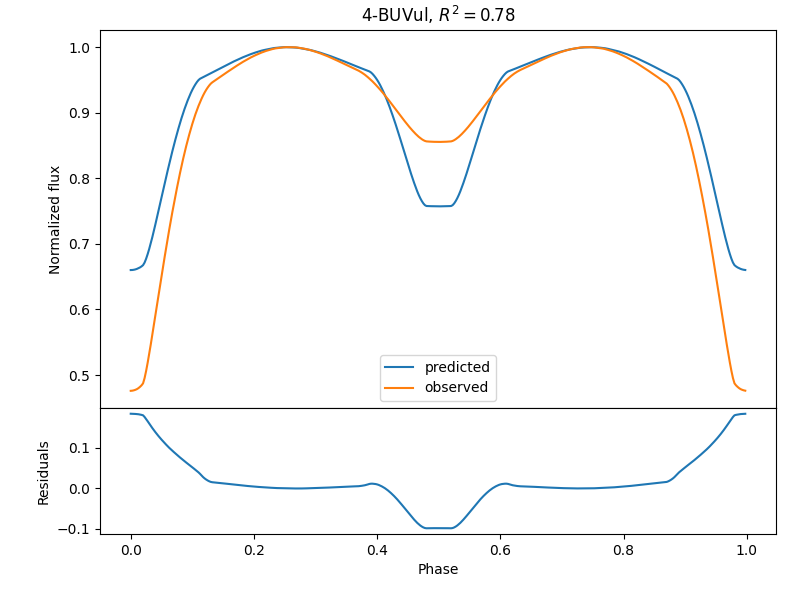 4-BUVul, R² = 0.78
1.0
0.9
0.8
0.7
0.6
0.5
Normalized flux
predicted
observed
0.1
0.0
−0.1
Residuals
0.0 0.2 0.4 0.6 0.8 1.0
Phase